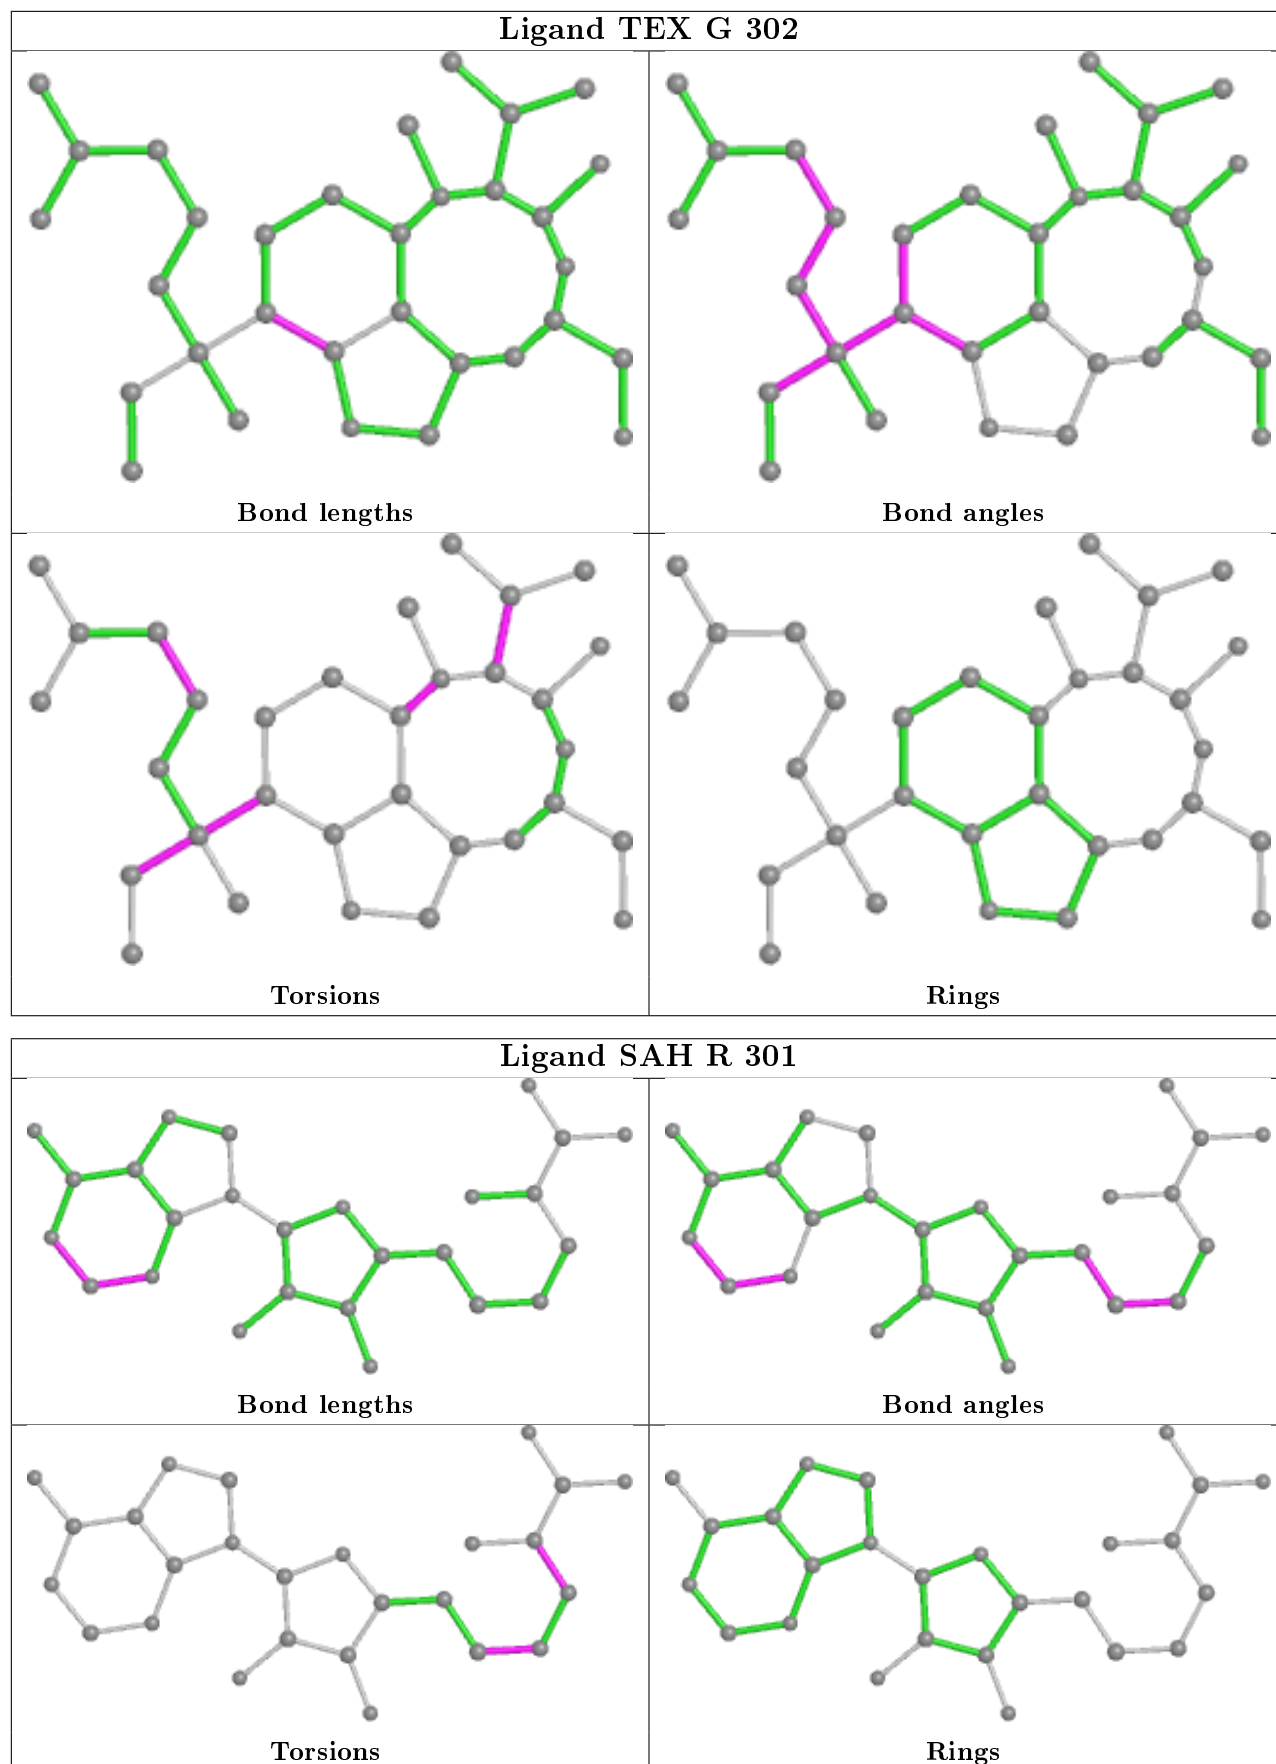 Ligand TEX G 302
Bond lengths
Bond angles
Torsions
Rings
Ligand SAH R 301
Bond lengths
Bond angles
Torsions
Rings